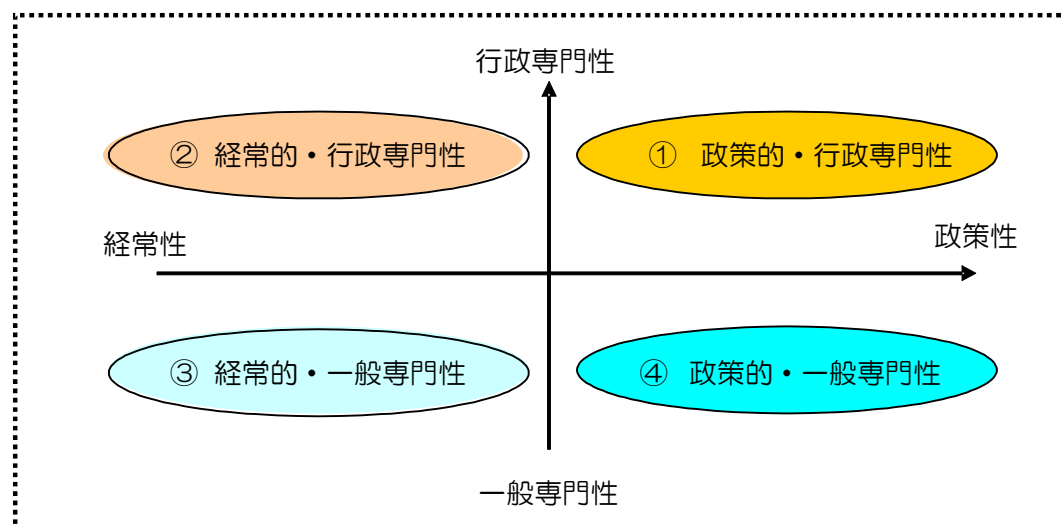 行政専門性
② 経常的・行政専門性
① 政策的・行政専門性
経常性
政策性
③ 経常的・一般専門性
④ 政策的・一般専門性
一般専門性